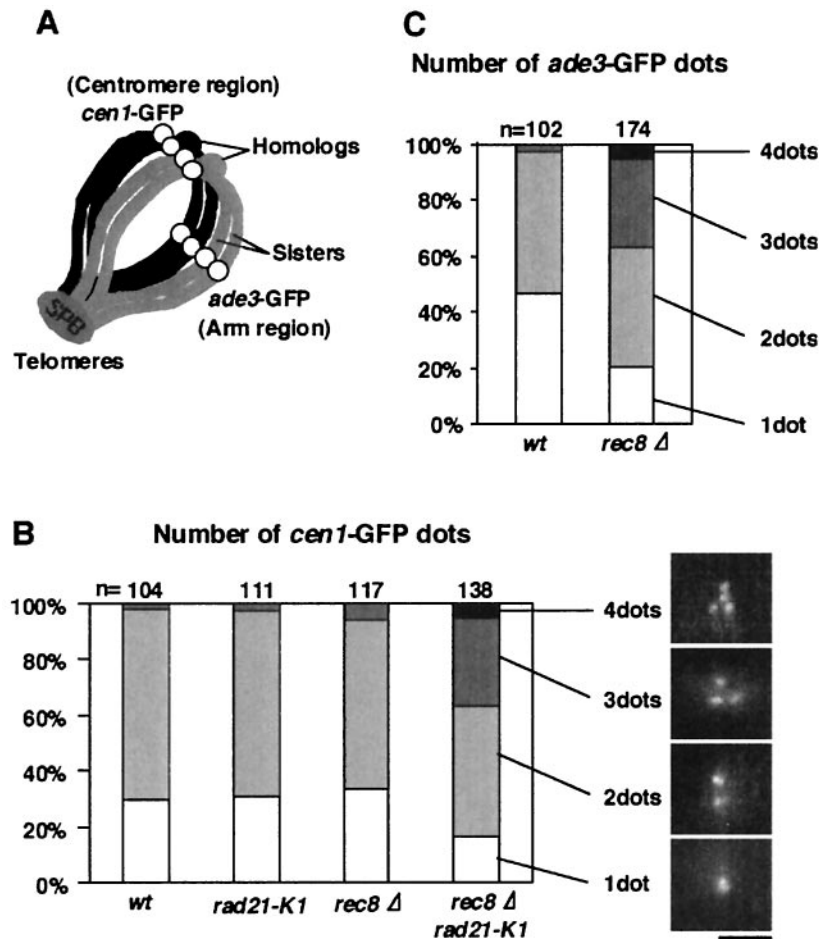 A
(Centromere region)
cen1-GFP
Homologs
Sisters
ade3-GFP
(Arm region)
SPB
Telomeres
C
Number of ade3-GFP dots
n=102 174
100%
80%
60%
40%
20%
0%
4dots
3dots
2dots
1dot
wt rec8 Δ
B
Number of cen1-GFP dots
n= 104 111 117 138
100%
80%
60%
40%
20%
0%
4dots
3dots
2dots
1dot
wt rad21-K1 rec8 Δ rec8 Δ
rad21-K1